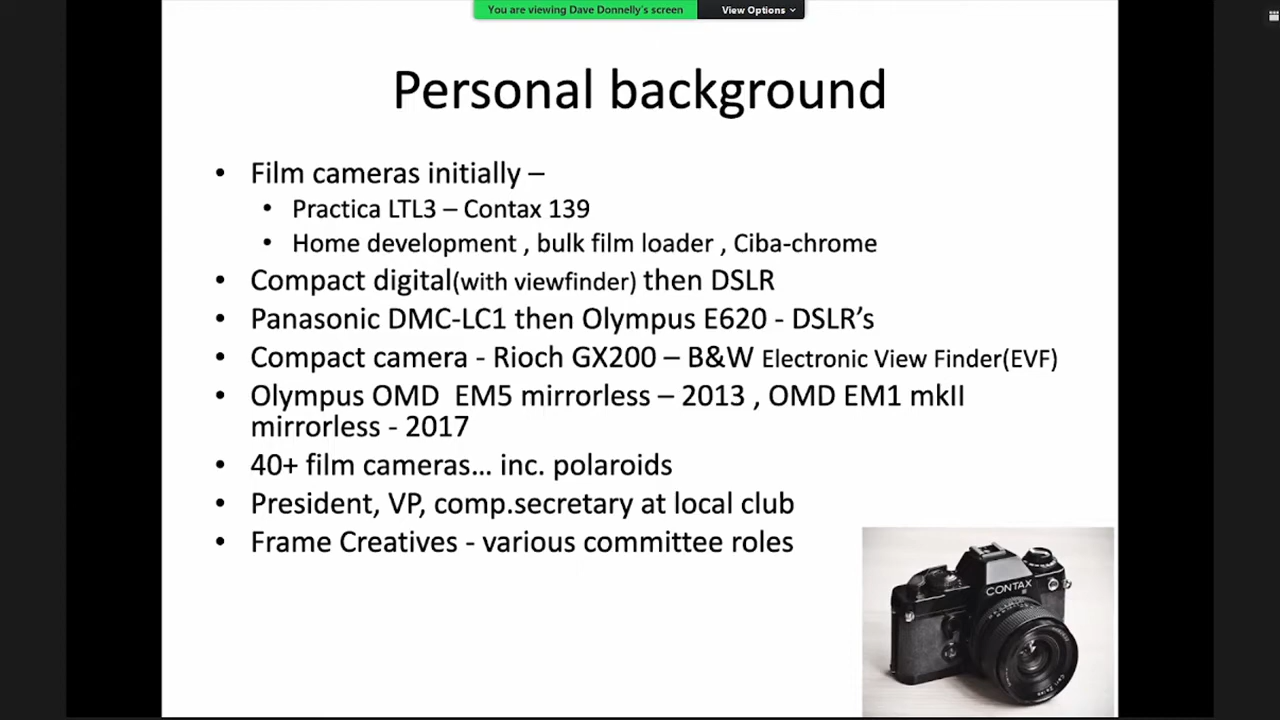 You are viewing Dave Donnelly's screen
View Options
Personal background
• Film cameras initially –
• Practica LTL3 – Contax 139
• Home development , bulk film loader , Ciba-chrome
• Compact digital(with viewfinder) then DSLR
• Panasonic DMC-LC1 then Olympus E620 - DSLR’s
• Compact camera - Rioch GX200 – B&W Electronic View Finder(EVF)
• Olympus OMD EM5 mirrorless – 2013 , OMD EM1 mkII
mirrorless - 2017
• 40+ film cameras… inc. polaroids
• President, VP, comp.secretary at local club
• Frame Creatives - various committee roles
CONTAX
Carl Zeiss